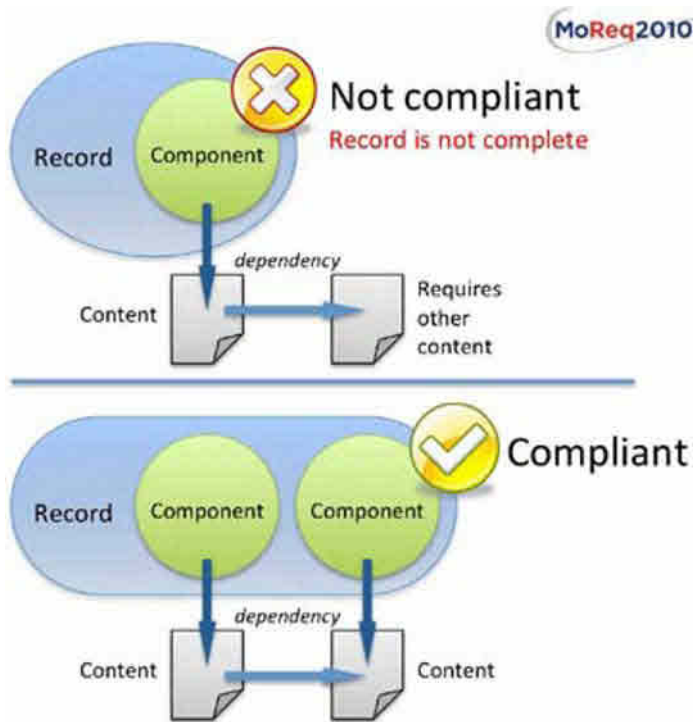 MoReq2010
Not compliant
Record is not complete
Record
Component
dependency
Content
Requires
other
content
Compliant
Record
Component
Component
dependency
Content
Content